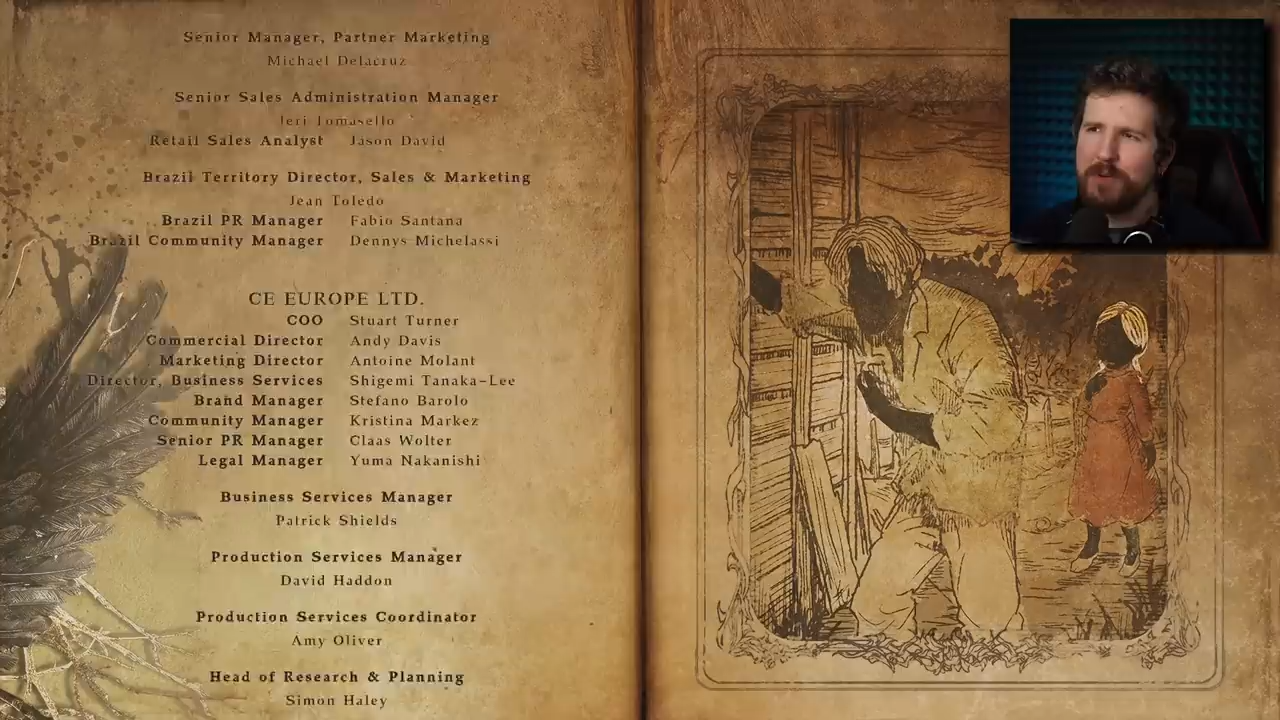 Senior Manager, Partner Marketing
Michael Delacruz
Senior Sales Administration Manager
Jeri Tomasello
Retail Sales Analyst Jason David
Brazil Territory Director, Sales & Marketing
Jean Toledo
Brazil PR Manager Fabio Santana
Brazil Community Manager Dennys Michelassi
CE EUROPE LTD.
COO Stuart Turner
Commercial Director Andy Davis
Marketing Director Antoine Molant
Director, Business Services Shigemi Tanaka-Lee
Brand Manager Stefano Barolo
Community Manager Kristina Markez
Senior PR Manager Claas Wolter
Legal Manager Yuma Nakanishi
Business Services Manager
Patrick Shields
Production Services Manager
David Haddon
Production Services Coordinator
Amy Oliver
Head of Research & Planning
Simon Haley